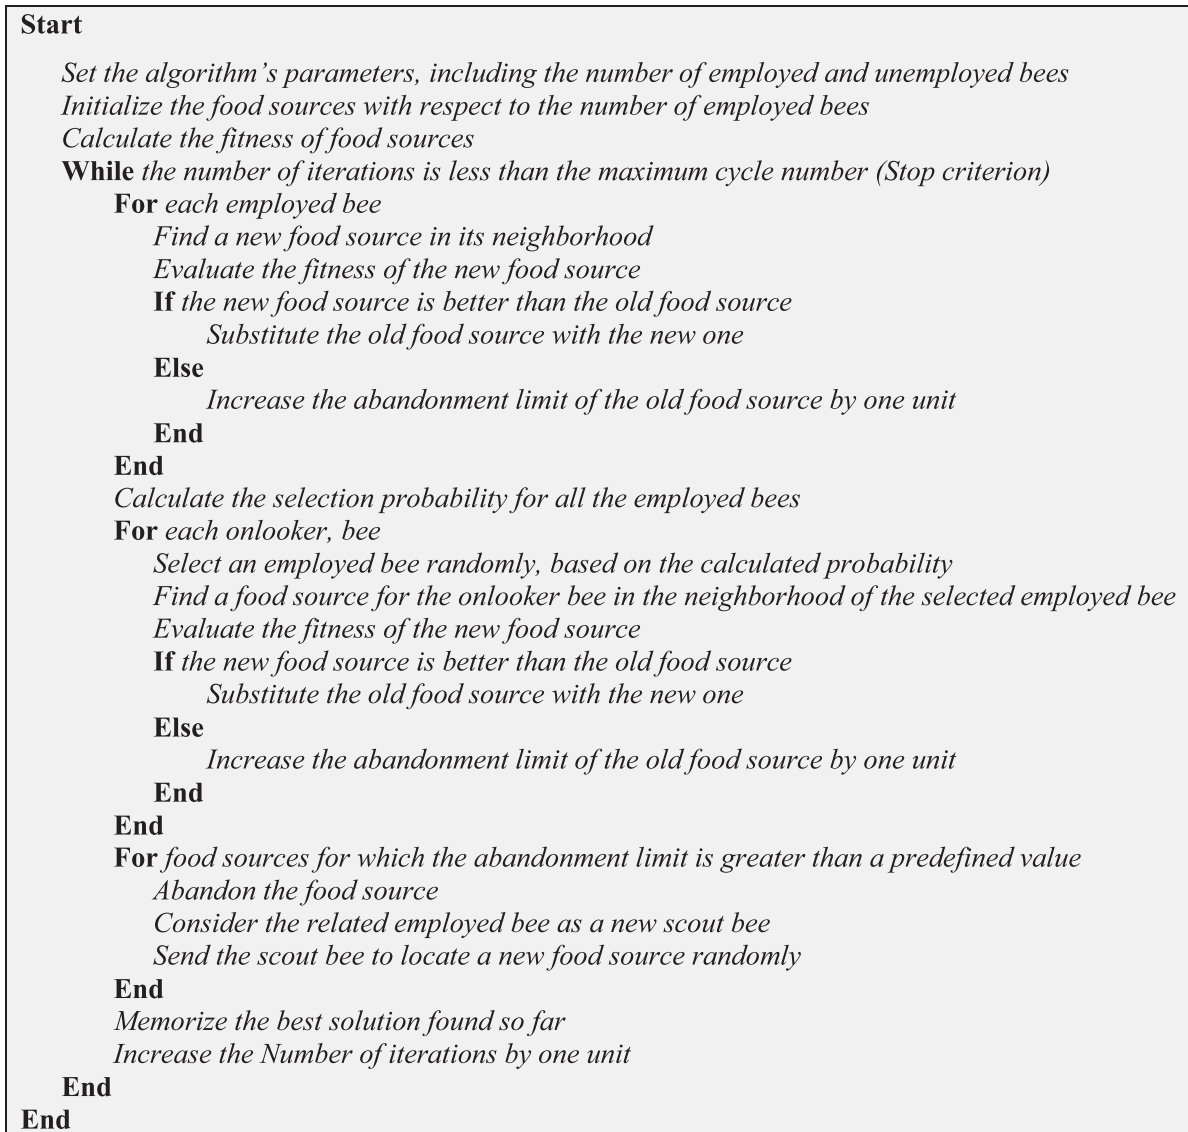 Start
Set the algorithm's parameters, including the number of employed and unemployed bees
Initialize the food sources with respect to the number of employed bees
Calculate the fitness of food sources
While the number of iterations is less than the maximum cycle number (Stop criterion)
For each employed bee
Find a new food source in its neighborhood
Evaluate the fitness of the new food source
If the new food source is better than the old food source
Substitute the old food source with the new one
Else
Increase the abandonment limit of the old food source by one unit
End
End
Calculate the selection probability for all the employed bees
For each onlooker, bee
Select an employed bee randomly, based on the calculated probability
Find a food source for the onlooker bee in the neighborhood of the selected employed bee
Evaluate the fitness of the new food source
If the new food source is better than the old food source
Substitute the old food source with the new one
Else
Increase the abandonment limit of the old food source by one unit
End
End
For food sources for which the abandonment limit is greater than a predefined value
Abandon the food source
Consider the related employed bee as a new scout bee
Send the scout bee to locate a new food source randomly
End
Memorize the best solution found so far
Increase the Number of iterations by one unit
End
End